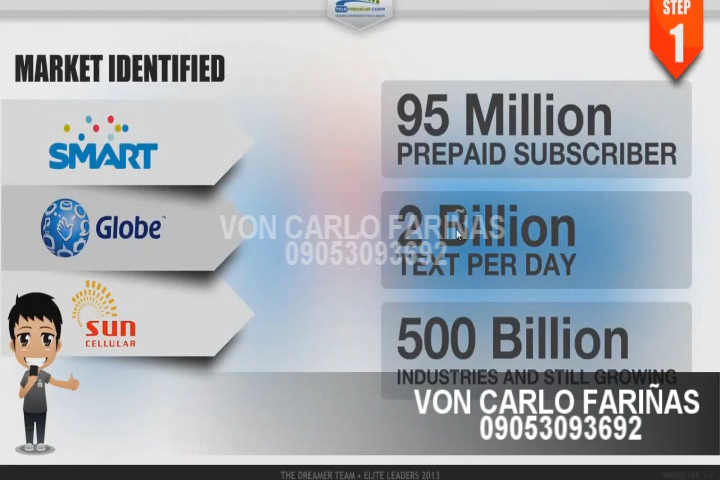 STEP
1
MARKET IDENTIFIED
SMART
Globe
sun
CELLULAR
95 Million
PREPAID SUBSCRIBER
2 Billion
TEXT PER DAY
500 Billion
INDUSTRIES AND STILL GROWING
VON CARLO FARIÑAS
09053093692
VON CARLO FARIÑAS
09053093692
THE DREAMER TEAM • ELITE LEADERS 2013